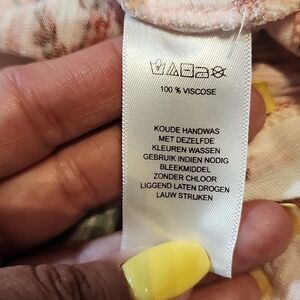 100 % VISCOSE
KOUDE HANDWAS
MET DEZELFDE
KLEUREN WASSEN
GEBRUIK INDIEN NODIG
BLEEKMIDDEL
ZONDER CHLOOR
LIGGEND LATEN DROGEN
LAUW STRIJKEN